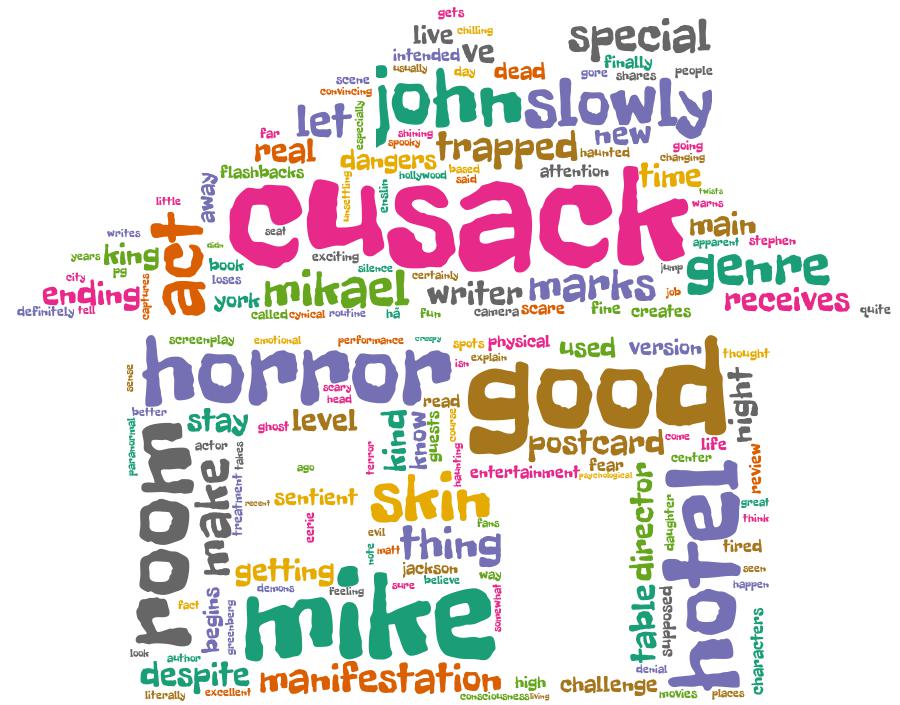 gets
live chilling
special
intended ve
finally
usually day dead gore shares people
scene
convincing
john slowly
let especially
new
far shining
spooky
real trapped haunted going
changing
dangers
flashbacks based attention time
hollywood said
twists
little away unsettling enslin
cusack
warns
main
seat
writes act didn apparent stephen
years king exciting
pg book silence jump genre
city loses certainly
ending captures york mikael writer marks job receives
definitely tell called cynical routine hã fun camera scare fine creates quite
screenplay emotional performance creepy spots physical used version thought
isn explain
sense horror good
scary
head
read
better night
stay ghost level kind know guests course postcard come life
paranormal actor takes terror haunting center
ago entertainment fear review
psychological
room make treatment recent sentient skin director daughter hotel great
eerie fans think
evil thing
note matt tired
getting jackson way seen
demons believe
feeling sure happen
fact begins greenberg mike somewhat table supposed characters
look
author
despite manifestation denial
literally excellent high challenge
consciousness living movies places